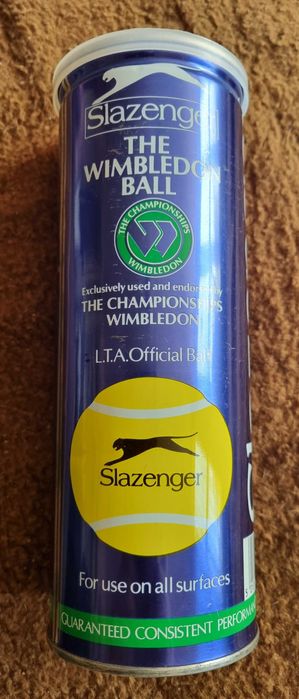 Slazenger
THE
WIMBLEDON
BALL
THE CHAMPIONSHIPS
WIMBLEDON
Exclusively used and endorsed by
THE CHAMPIONSHIPS
WIMBLEDON
L.T.A. Official Ball
Slazenger
For use on all surfaces
GUARANTEED CONSISTENT PERFORMANCE